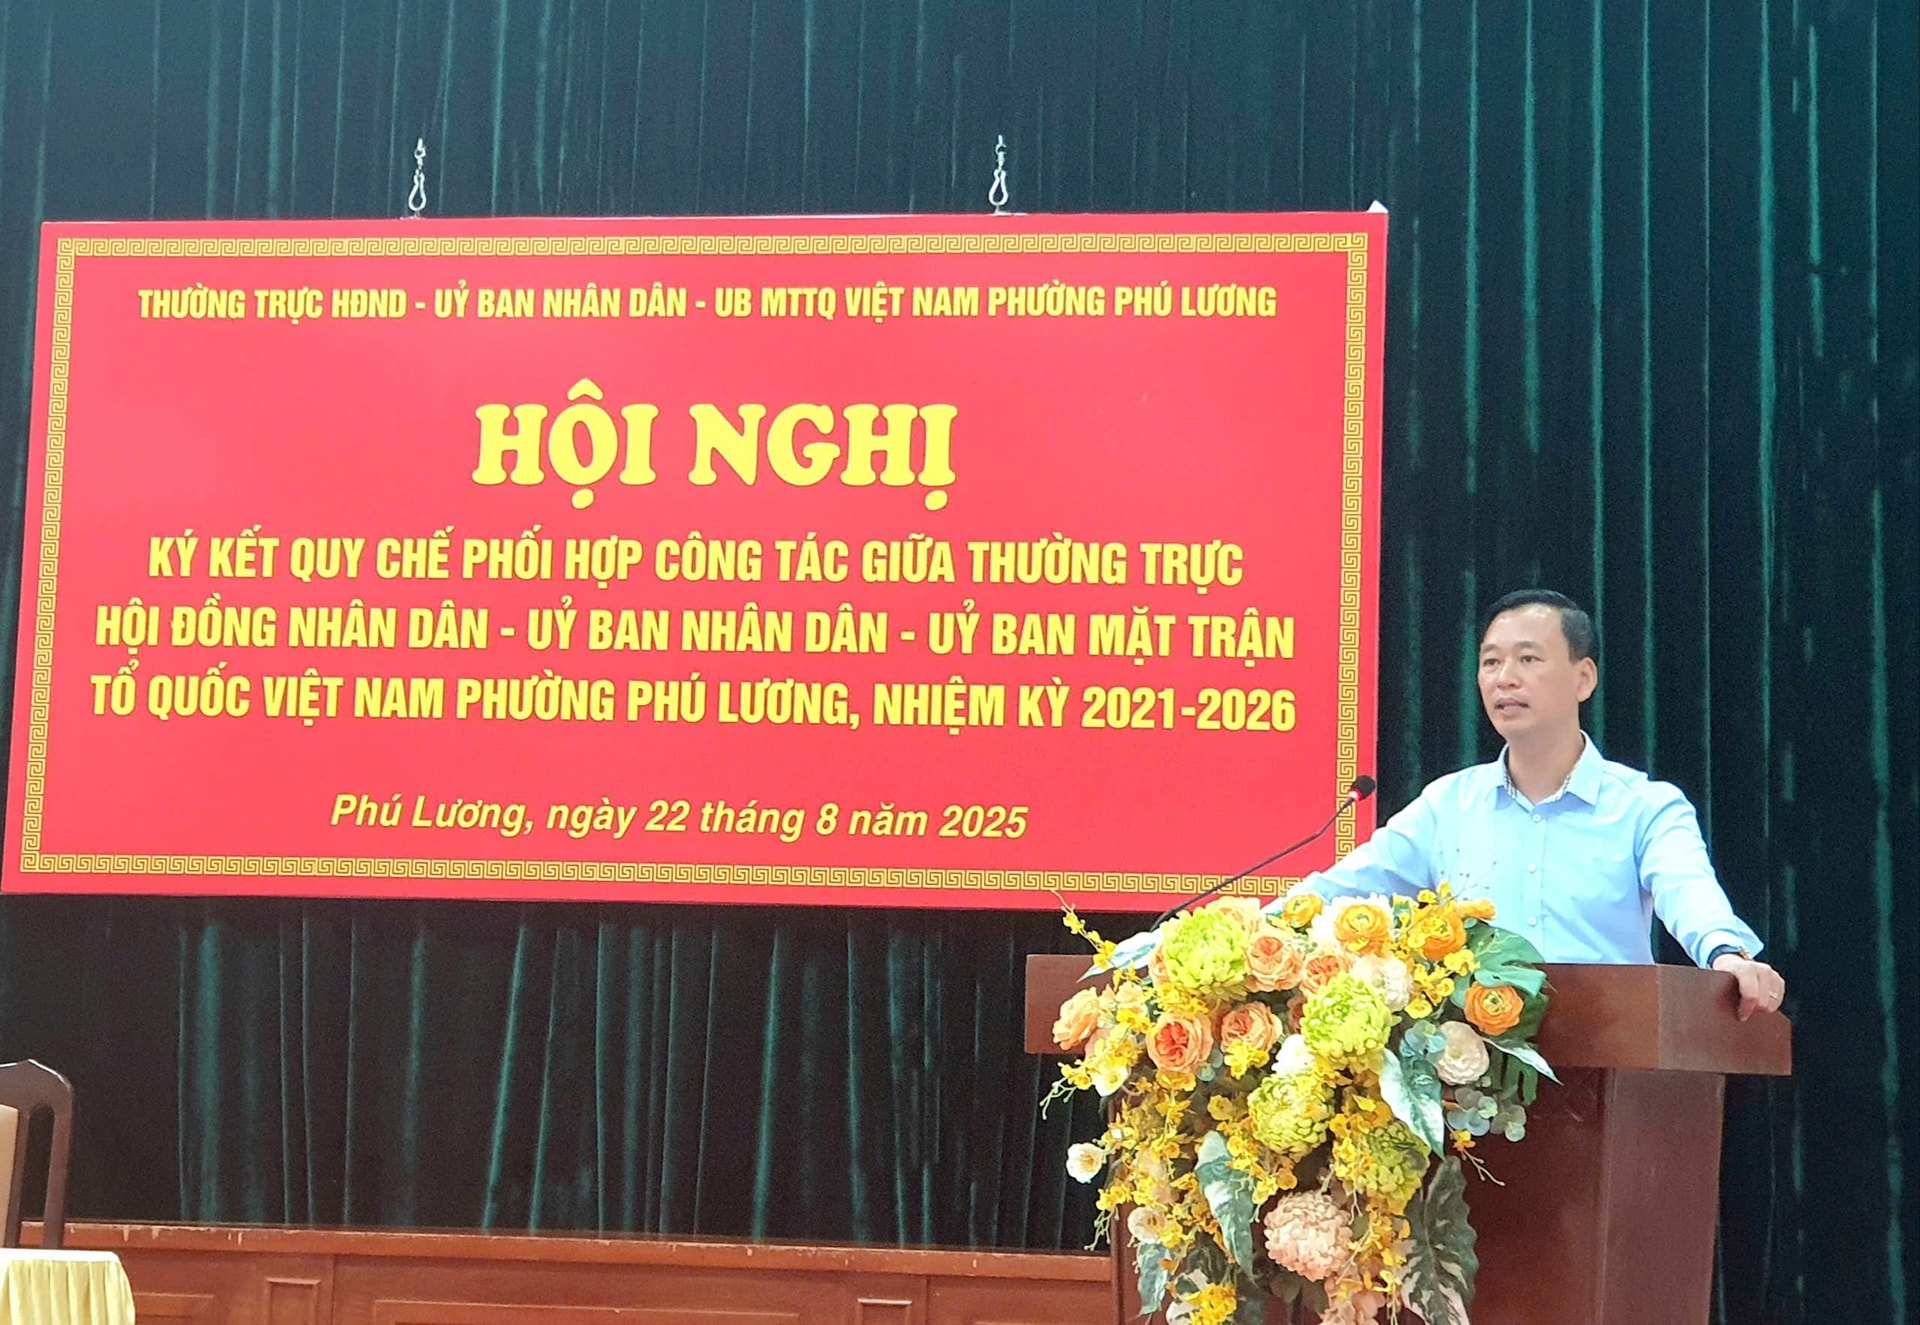 THƯỜNG TRỰC HĐND - UỶ BAN NHÂN DÂN - UB MTTQ VIỆT NAM PHƯỜNG PHÚ LƯƠNG
HỘI NGHỊ
KÝ KẾT QUY CHẾ PHỐI HỢP CÔNG TÁC GIỮA THƯỜNG TRỰC
HỘI ĐỒNG NHÂN DÂN - UỶ BAN NHÂN DÂN - UỶ BAN MẶT TRẬN
TỔ QUỐC VIỆT NAM PHƯỜNG PHÚ LƯƠNG, NHIỆM KỲ 2021-2026
Phú Lương, ngày 22 tháng 8 năm 2025